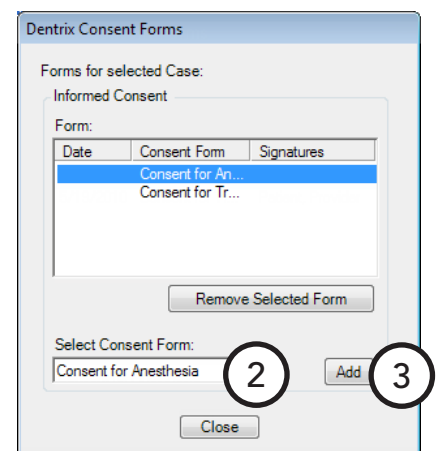 Dentrix Consent Forms
Forms for selected Case:
Informed Consent
Form:
Date Consent Form Signatures
Consent for An...
Consent for Tr...
Remove Selected Form
Select Consent Form:
Consent for Anesthesia 2 Add 3
Close